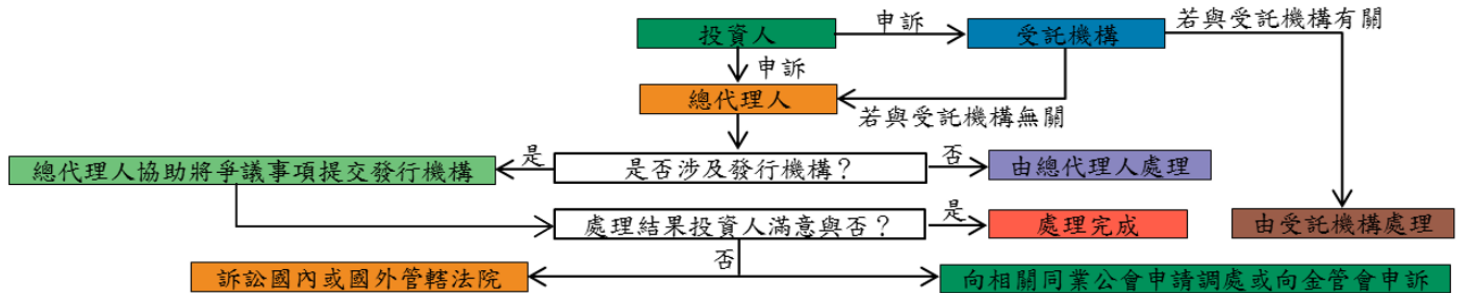 投資人
申訴
受託機構
若與受託機構有關
申訴
總代理人
若與受託機構無關
總代理人協助將爭議事項提交發行機構
是
是否涉及發行機構？
否
由總代理人處理
處理結果投資人滿意與否？
是
處理完成
由受託機構處理
否
訴訟國內或國外管轄法院
向相關同業公會申請調處或向金管會申訴